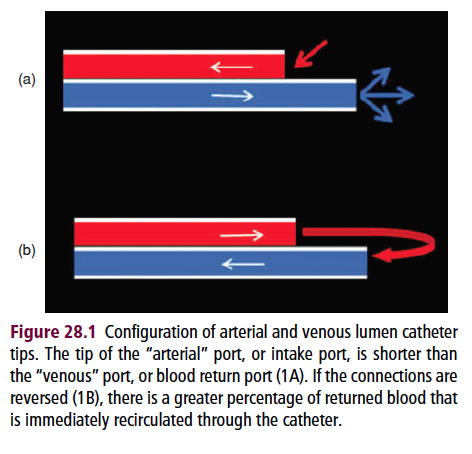 (a)
(b)
Figure 28.1 Configuration of arterial and venous lumen catheter
tips. The tip of the “arterial” port, or intake port, is shorter than
the “venous” port, or blood return port (1A). If the connections are
reversed (1B), there is a greater percentage of returned blood that
is immediately recirculated through the catheter.